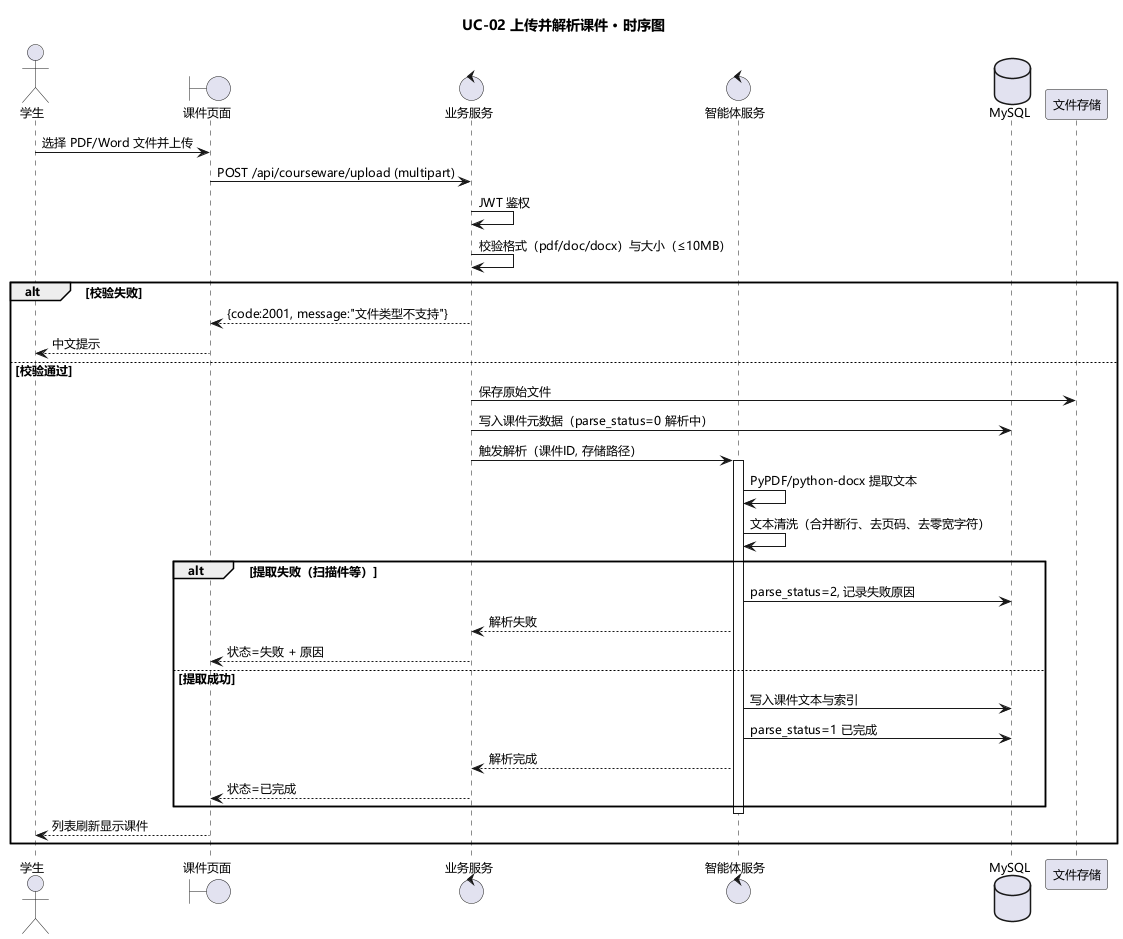 UC-02 上传并解析课件 · 时序图
学生
课件页面
业务服务
智能体服务
MySQL
文件存储
选择 PDF/Word 文件并上传
POST /api/courseware/upload (multipart)
JWT 鉴权
校验格式（pdf/doc/docx）与大小（≤10MB）
alt [校验失败]
{code:2001, message:"文件类型不支持"}
中文提示
[校验通过]
保存原始文件
写入课件元数据（parse_status=0 解析中）
触发解析（课件ID, 存储路径）
PyPDF/python-docx 提取文本
文本清洗（合并断行、去页码、去零宽字符）
alt [提取失败（扫描件等）]
parse_status=2, 记录失败原因
解析失败
状态=失败 + 原因
[提取成功]
写入课件文本与索引
parse_status=1 已完成
解析完成
状态=已完成
列表刷新显示课件
学生
课件页面
业务服务
智能体服务
MySQL
文件存储